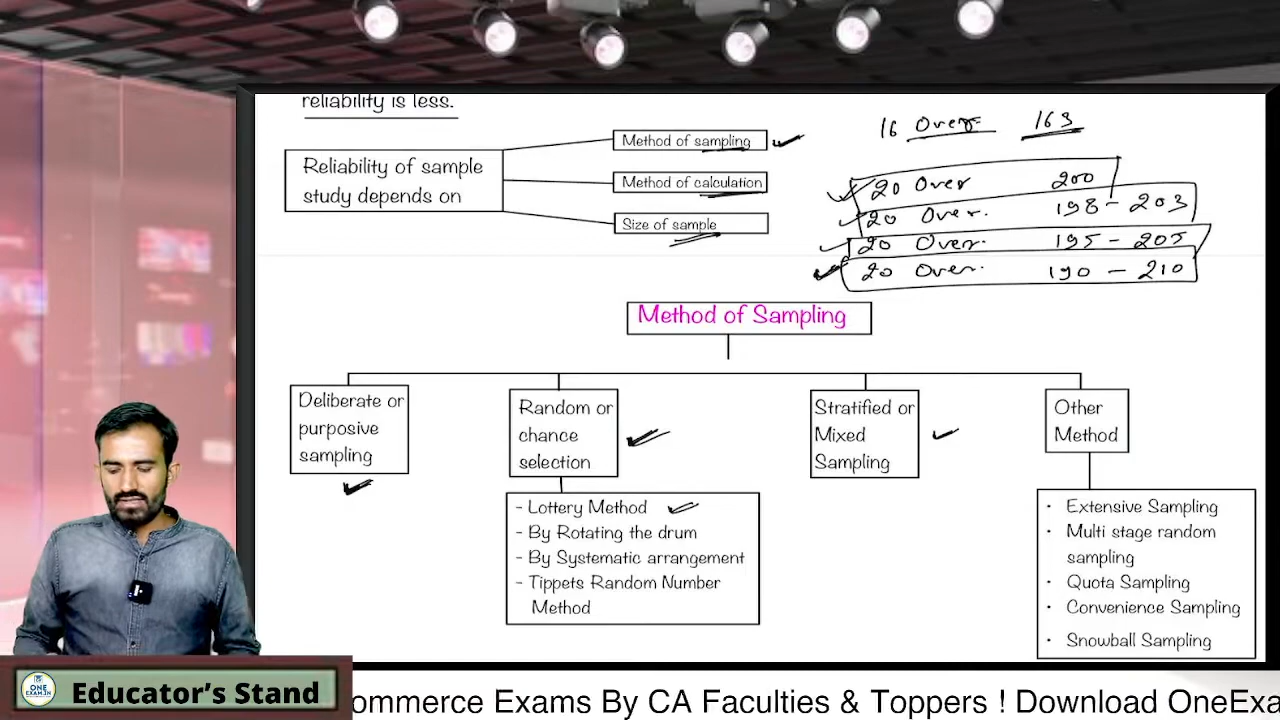 reliability is less.
Reliability of sample
study depends on
Method of sampling
Method of calculation
Size of sample
16 Over 163
20 Over 200
20 Over. 198 - 203
20 Over. 195 - 205
20 Over. 190 - 210
Method of Sampling
Deliberate or
purposive
sampling
Random or
chance
selection
- Lottery Method
- By Rotating the drum
- By Systematic arrangement
- Tippets Random Number
Method
Stratified or
Mixed
Sampling
Other
Method
· Extensive Sampling
· Multi stage random
sampling
· Quota Sampling
· Convenience Sampling
· Snowball Sampling
ONE
EXAM.IN
Educator's Stand
ommerce Exams By CA Faculties & Toppers ! Download OneExa